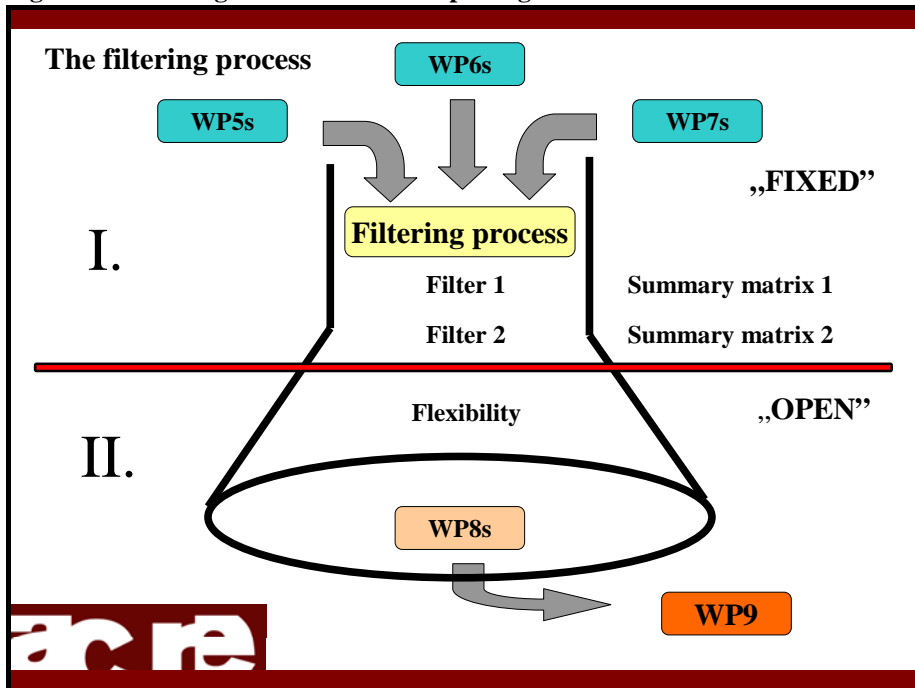 The filtering process
WP6s
WP5s
WP7s
„FIXED”
Filtering process
I.
Filter 1
Summary matrix 1
Filter 2
Summary matrix 2
Flexibility
„OPEN”
II.
WP8s
WP9
acre